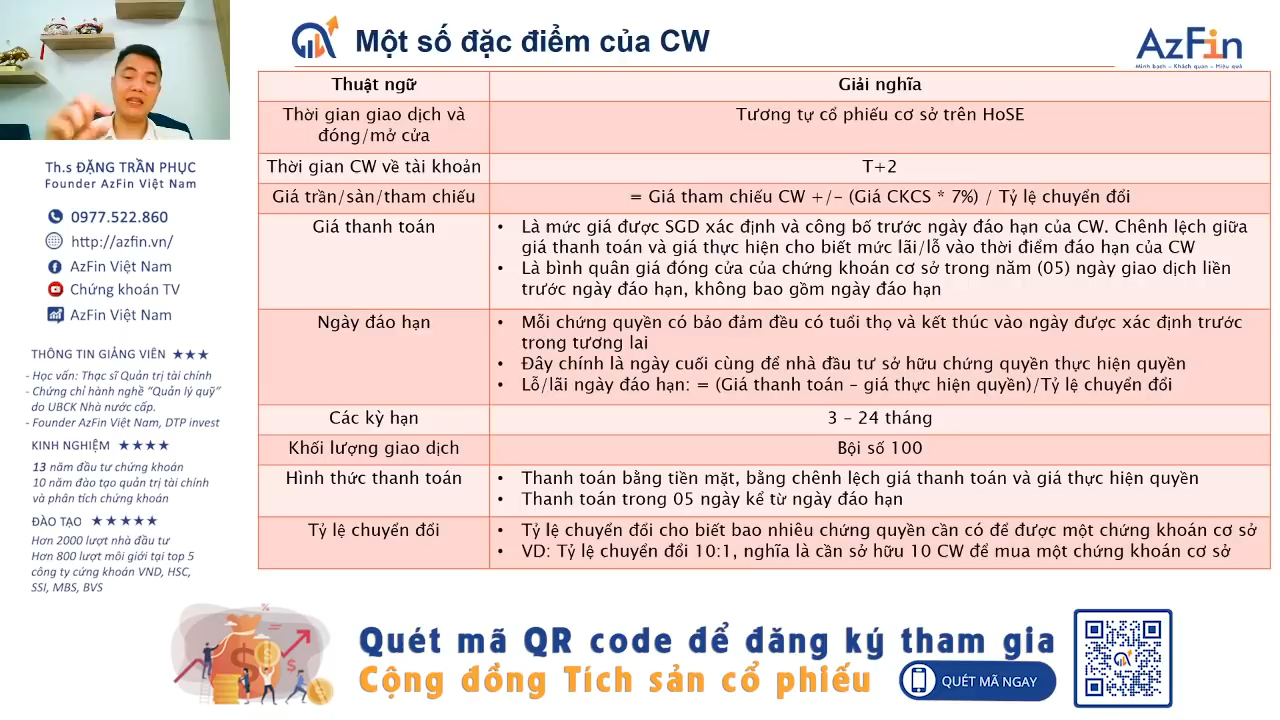 Một số đặc điểm của CW
AzFin
Minh bạch – Khách quan – Hiệu quả
Th.s ĐẶNG TRẦN PHỤC
Founder AzFin Việt Nam
0977.522.860
http://azfin.vn/
AzFin Việt Nam
Chứng khoán TV
AzFin Việt Nam
THÔNG TIN GIẢNG VIÊN ★★★
- Học vấn: Thạc sĩ Quản trị tài chính
- Chứng chỉ hành nghề “Quản lý quỹ”
do UBCK Nhà nước cấp.
- Founder AzFin Việt Nam, DTP invest
KINH NGHIỆM ★★★★
13 năm đầu tư chứng khoán
10 năm đào tạo quản trị tài chính
và phân tích chứng khoán
ĐÀO TẠO ★★★★★
Hơn 2000 lượt nhà đầu tư
Hơn 800 lượt môi giới tại top 5
công ty cứng khoán VND, HSC,
SSI, MBS, BVS
Thuật ngữ
Giải nghĩa
Thời gian giao dịch và
đóng/mở cửa
Tương tự cổ phiếu cơ sở trên HoSE
Thời gian CW về tài khoản
T+2
Giá trần/sàn/tham chiếu
= Giá tham chiếu CW +/- (Giá CKCS * 7%) / Tỷ lệ chuyển đổi
Giá thanh toán
• Là mức giá được SGD xác định và công bố trước ngày đáo hạn của CW. Chênh lệch giữa
giá thanh toán và giá thực hiện cho biết mức lãi/lỗ vào thời điểm đáo hạn của CW
• Là bình quân giá đóng cửa của chứng khoán cơ sở trong năm (05) ngày giao dịch liền
trước ngày đáo hạn, không bao gồm ngày đáo hạn
Ngày đáo hạn
• Mỗi chứng quyền có bảo đảm đều có tuổi thọ và kết thúc vào ngày được xác định trước
trong tương lai
• Đây chính là ngày cuối cùng để nhà đầu tư sở hữu chứng quyền thực hiện quyền
• Lỗ/lãi ngày đáo hạn: = (Giá thanh toán – giá thực hiện quyền)/Tỷ lệ chuyển đổi
Các kỳ hạn
3 – 24 tháng
Khối lượng giao dịch
Bội số 100
Hình thức thanh toán
• Thanh toán bằng tiền mặt, bằng chênh lệch giá thanh toán và giá thực hiện quyền
• Thanh toán trong 05 ngày kể từ ngày đáo hạn
Tỷ lệ chuyển đổi
• Tỷ lệ chuyển đổi cho biết bao nhiêu chứng quyền cần có để được một chứng khoán cơ sở
• VD: Tỷ lệ chuyển đổi 10:1, nghĩa là cần sở hữu 10 CW để mua một chứng khoán cơ sở
Quét mã QR code để đăng ký tham gia
Cộng đồng Tích sản cổ phiếu
QUÉT MÃ NGAY